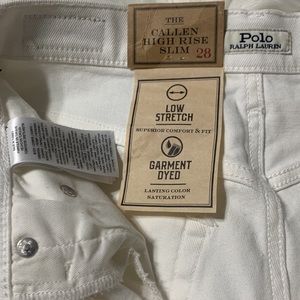 THE
CALLEN
HIGH RISE
SLIM 28
LOW
STRETCH
SUPERIOR COMFORT & FIT
GARMENT
DYED
LASTING COLOR
SATURATION
Polo
RALPH LAUREN